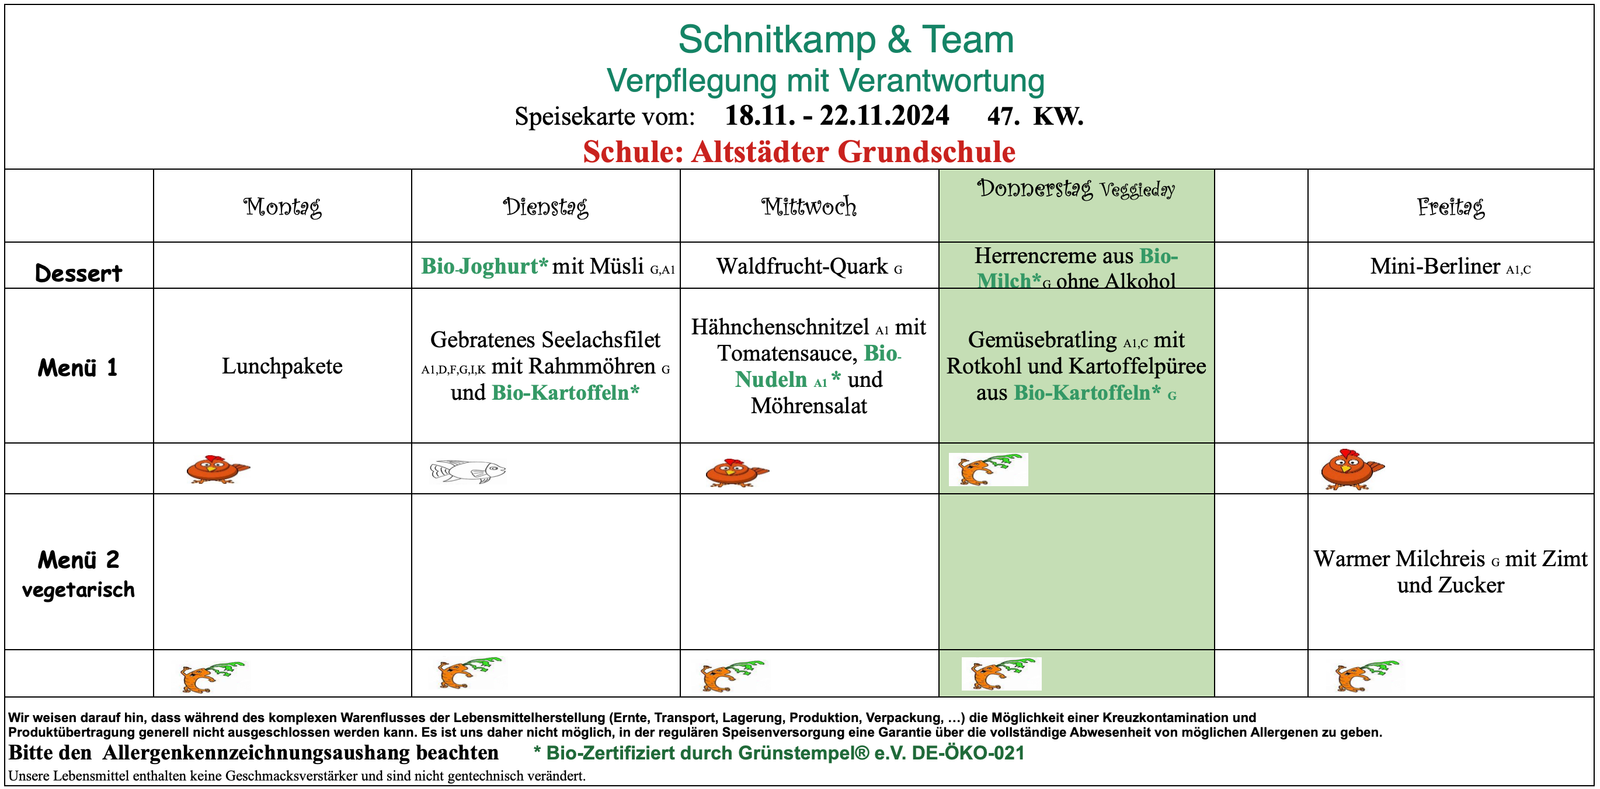 Schnitkamp & Team
Verpflegung mit Verantwortung
Speisekarte vom: 18.11. - 22.11.2024 47. KW.
Schule: Altstädter Grundschule
Montag
Dienstag
Mittwoch
Donnerstag Veggieday
Freitag
Dessert
Bio-Joghurt* mit Müsli G,A1
Waldfrucht-Quark G
Herrencreme aus Bio-
Milch*G ohne Alkohol
Mini-Berliner A1,C
Menü 1
Lunchpakete
Gebratenes Seelachsfilet
A1,D,F,G,I,K mit Rahmmöhren G
und Bio-Kartoffeln*
Hähnchenschnitzel A1 mit
Tomatensauce, Bio-
Nudeln A1 * und
Möhrensalat
Gemüsebratling A1,C mit
Rotkohl und Kartoffelpüree
aus Bio-Kartoffeln* G
Menü 2
vegetarisch
Warmer Milchreis G mit Zimt
und Zucker
Wir weisen darauf hin, dass während des komplexen Warenflusses der Lebensmittelherstellung (Ernte, Transport, Lagerung, Produktion, Verpackung, ...) die Möglichkeit einer Kreuzkontamination und
Produktübertragung generell nicht ausgeschlossen werden kann. Es ist uns daher nicht möglich, in der regulären Speisenversorgung eine Garantie über die vollständige Abwesenheit von möglichen Allergenen zu geben.
Bitte den Allergenkennzeichnungsaushang beachten * Bio-Zertifiziert durch Grünstempel® e.V. DE-ÖKO-021
Unsere Lebensmittel enthalten keine Geschmacksverstärker und sind nicht gentechnisch verändert.